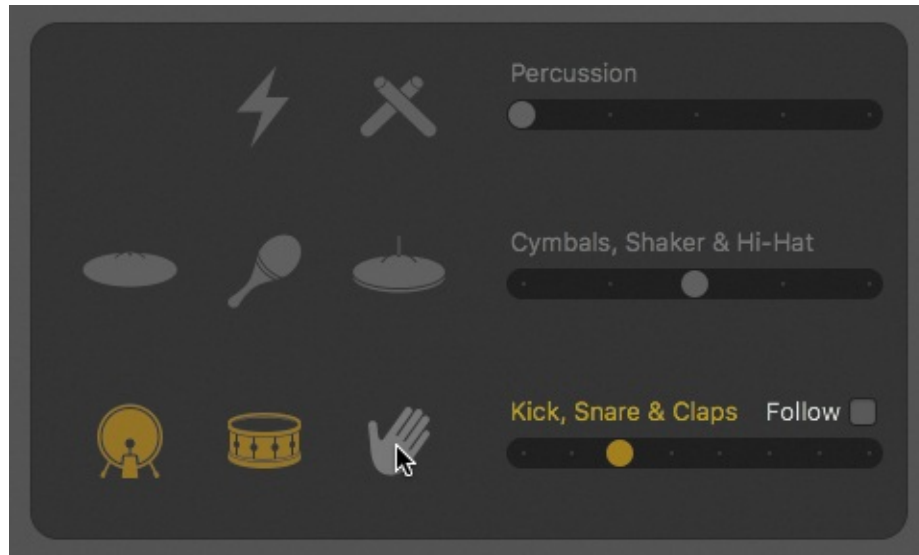 Percussion
Cymbals, Shaker & Hi-Hat
Kick, Snare & Claps Follow